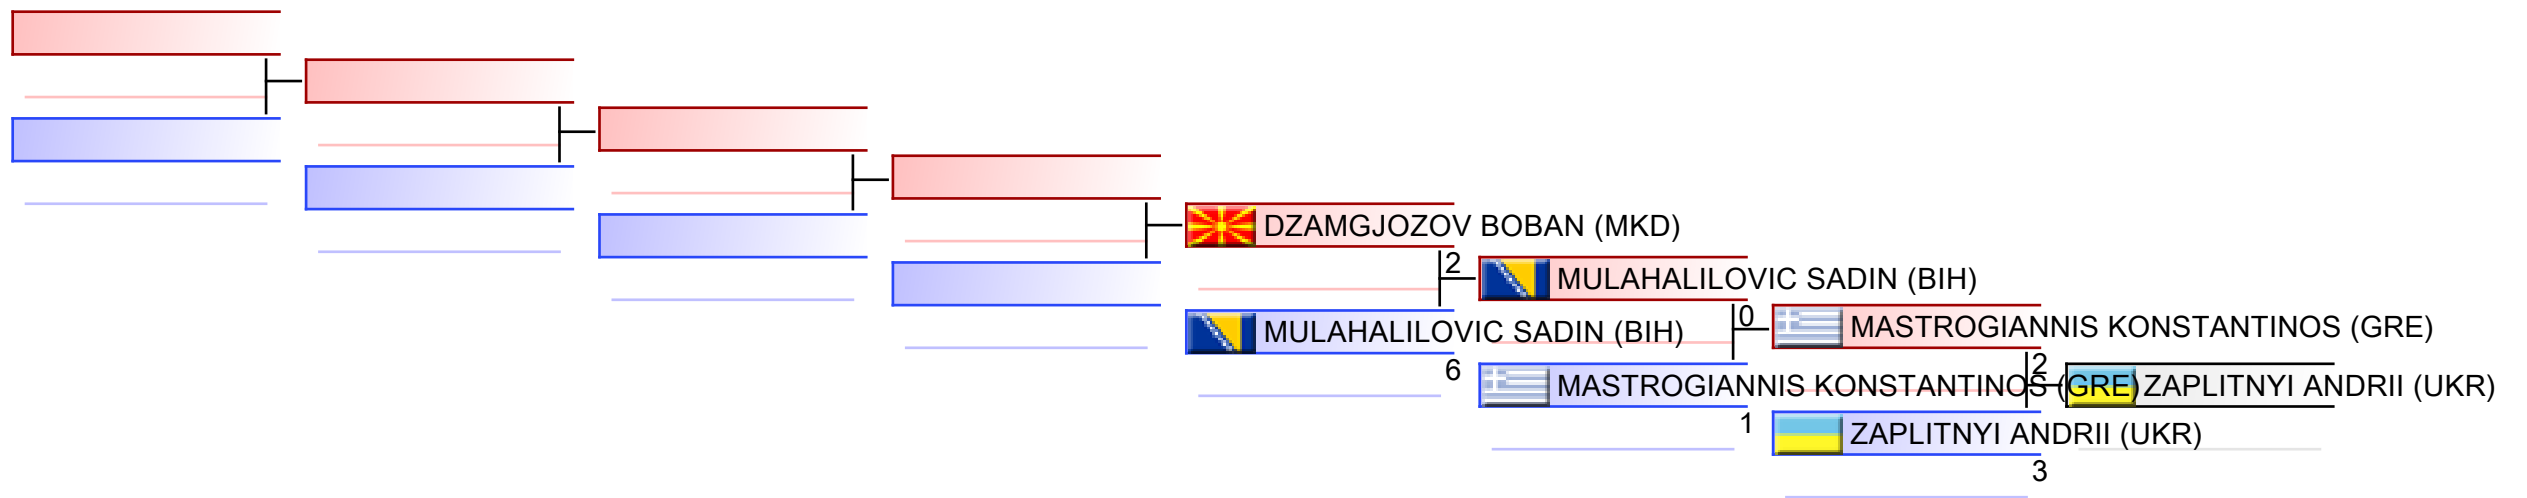 DZAMGJOZOV BOBAN (MKD)
2
MULAHALILOVIC SADIN (BIH)
MULAHALILOVIC SADIN (BIH)
6
0
MASTROGIANNIS KONSTANTINOS (GRE)
MASTROGIANNIS KONSTANTINOS (GRE)
1
2
ZAPLITNYI ANDRII (UKR)
ZAPLITNYI ANDRII (UKR)
3